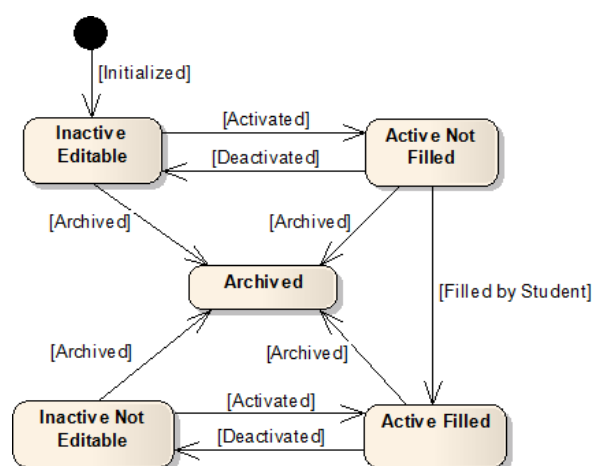 [Initialized]
Inactive
Editable
[Activated]
Active Not
Filled
[Deactivated]
[Archived]
[Archived]
Archived
[Filled by Student]
[Archived]
[Archived]
Inactive Not
Editable
[Activated]
Active Filled
[Deactivated]